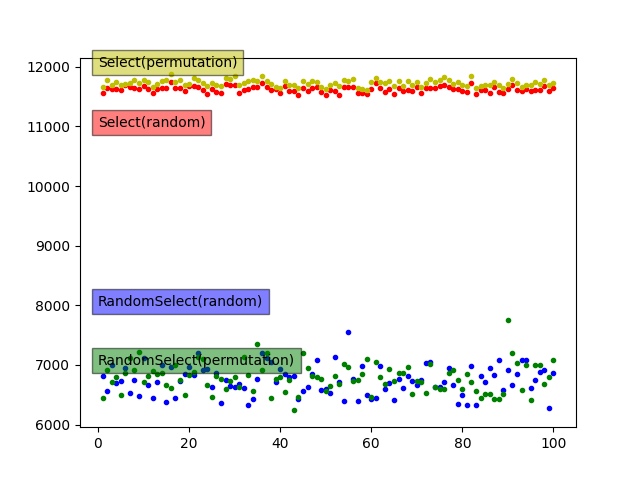 Select(permutation)
12000
Select(random)
11000
10000
9000
RandomSelect(random)
8000
RandomSelect(permutation)
7000
6000
0 20 40 60 80 100